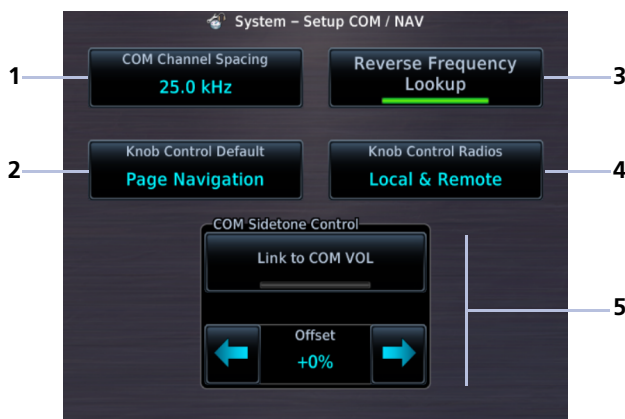 System – Setup COM / NAV
1
COM Channel Spacing
25.0 kHz
Reverse Frequency
Lookup
3
2
Knob Control Default
Page Navigation
Knob Control Radios
Local & Remote
4
COM Sidetone Control
Link to COM VOL
Offset
+0%
5